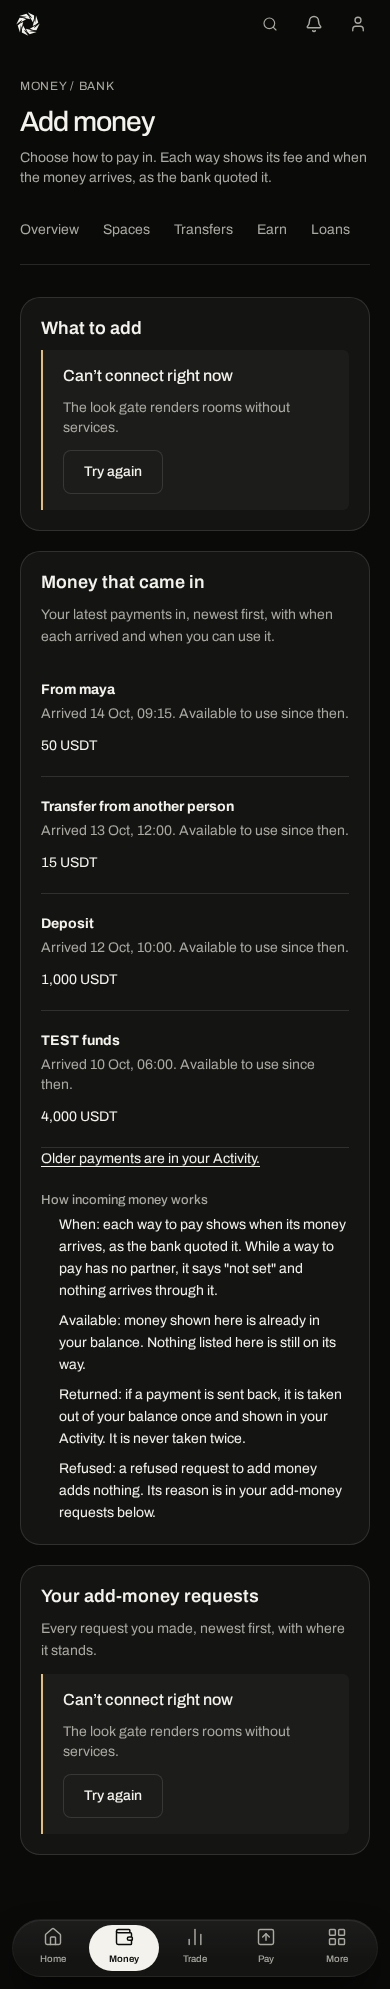 MONEY / BANK
Add money
Choose how to pay in. Each way shows its fee and when
the money arrives, as the bank quoted it.
Overview Spaces Transfers Earn Loans
What to add
Can’t connect right now
The look gate renders rooms without
services.
Try again
Money that came in
Your latest payments in, newest first, with when
each arrived and when you can use it.
From maya
Arrived 14 Oct, 09:15. Available to use since then.
50 USDT
Transfer from another person
Arrived 13 Oct, 12:00. Available to use since then.
15 USDT
Deposit
Arrived 12 Oct, 10:00. Available to use since then.
1,000 USDT
TEST funds
Arrived 10 Oct, 06:00. Available to use since
then.
4,000 USDT
Older payments are in your Activity.
How incoming money works
When: each way to pay shows when its money
arrives, as the bank quoted it. While a way to
pay has no partner, it says "not set" and
nothing arrives through it.
Available: money shown here is already in
your balance. Nothing listed here is still on its
way.
Returned: if a payment is sent back, it is taken
out of your balance once and shown in your
Activity. It is never taken twice.
Refused: a refused request to add money
adds nothing. Its reason is in your add-money
requests below.
Your add-money requests
Every request you made, newest first, with where
it stands.
Can’t connect right now
The look gate renders rooms without
services.
Try again
Home Money Trade Pay More